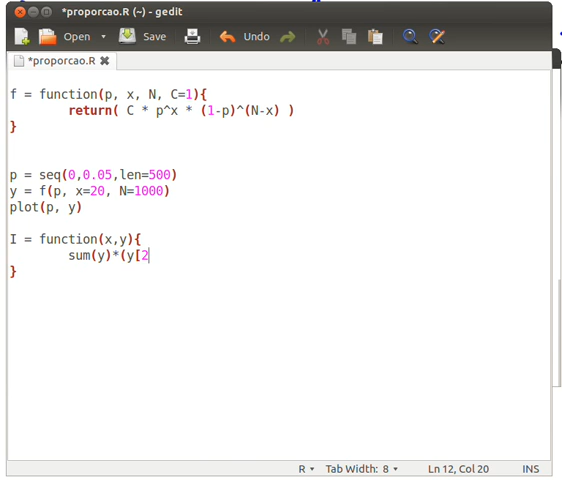 *proporcao.R (~) - gedit
Open Save Undo
*proporcao.R
f = function(p, x, N, C=1){
return( C * p^x * (1-p)^(N-x) )
}
p = seq(0,0.05,len=500)
y = f(p, x=20, N=1000)
plot(p, y)
I = function(x,y){
sum(y)*(y[2
}
R Tab Width: 8 Ln 12, Col 20 INS